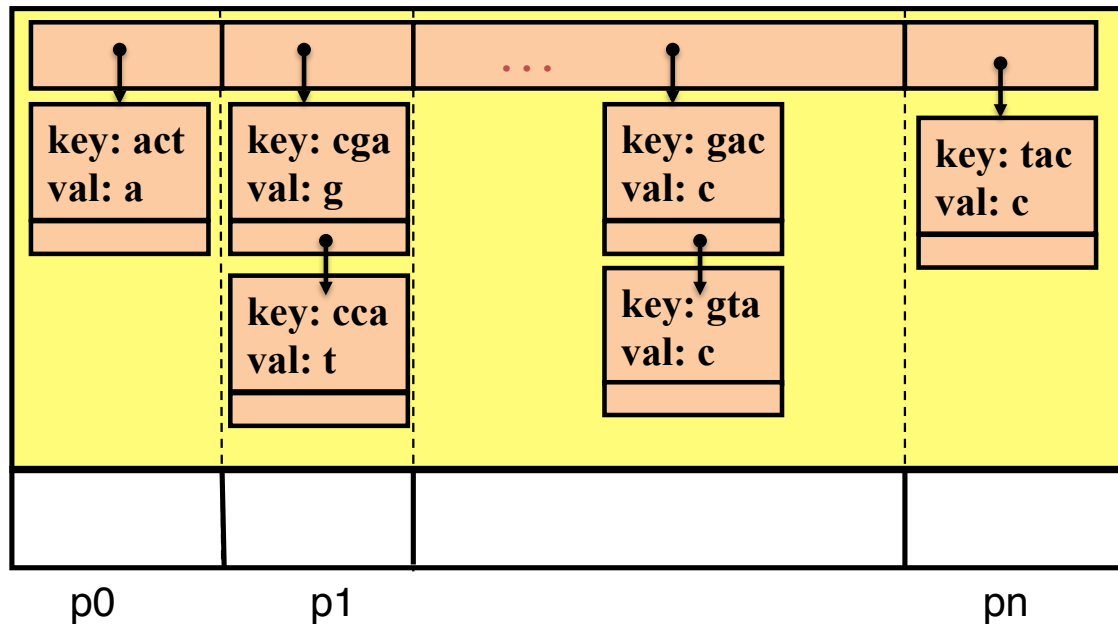 ...
key: act
val: a
key: cga
val: g
key: gac
val: c
key: tac
val: c
key: cca
val: t
key: gta
val: c
p0
p1
pn